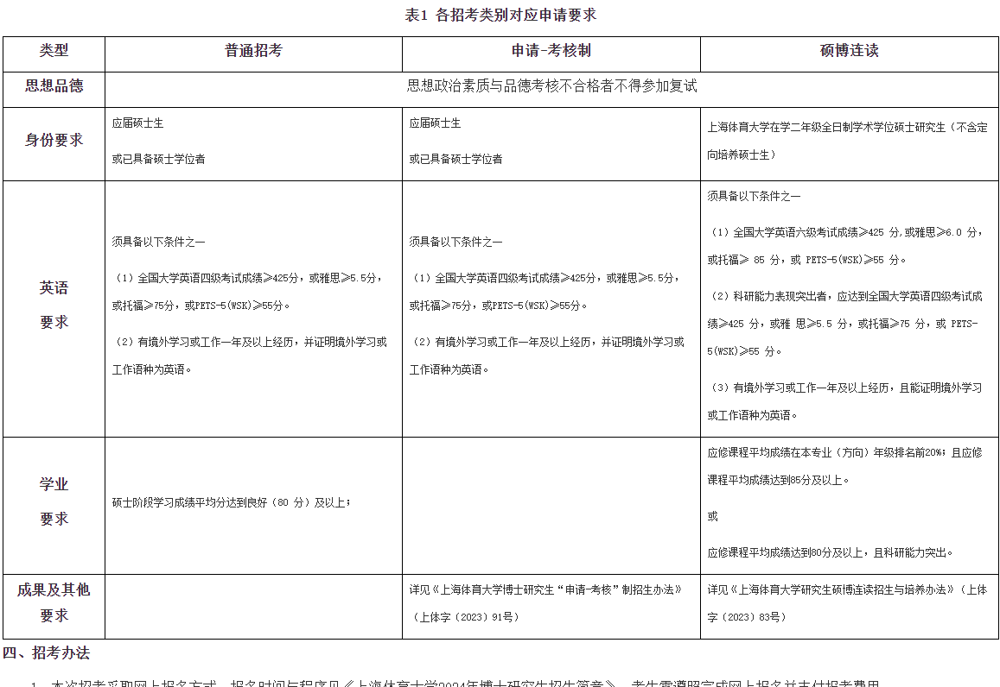 表1 各招考类别对应申请要求
类型
普通招考
申请-考核制
硕博连读
思想品德
思想政治素质与品德考核不合格者不得参加复试
身份要求
应届硕士生
或已具备硕士学位者
应届硕士生
或已具备硕士学位者
上海体育大学在学二年级全日制学术学位硕士研究生（不含定
向培养硕士生）
英语
要求
须具备以下条件之一
（1）全国大学英语四级考试成绩≥425分，或雅思≥5.5分，
或托福≥75分，或PETS-5(WSK)≥55分。
（2）有境外学习或工作一年及以上经历，并证明境外学习或
工作语种为英语。
须具备以下条件之一
（1）全国大学英语四级考试成绩≥425分，或雅思≥5.5分，
或托福≥75分，或PETS-5(WSK)≥55分。
（2）有境外学习或工作一年及以上经历，并证明境外学习或
工作语种为英语。
须具备以下条件之一
（1）全国大学英语六级考试成绩≥425 分,或雅思≥6.0 分，
或托福≥ 85 分，或 PETS-5(WSK)≥55 分。
（2）科研能力表现突出者，应达到全国大学英语四级考试成
绩≥425 分，或雅 思≥5.5 分，或托福≥75 分，或 PETS-
5(WSK)≥55 分。
（3）有境外学习或工作一年及以上经历，且能证明境外学习
或工作语种为英语。
学业
要求
硕士阶段学习成绩平均分达到良好（80 分）及以上；
应修课程平均成绩在本专业（方向）年级排名前20%；且应修
课程平均成绩达到85分及以上。
或
应修课程平均成绩达到80分及以上，且科研能力突出。
成果及其他
要求
详见《上海体育大学博士研究生“申请-考核”制招生办法》
（上体字〔2023〕91号）
详见《上海体育大学研究生硕博连读招生与培养办法》（上体
字〔2023〕83号）
四、招考办法
1、本次招考采取网上报名方式，报名时间与程序见《上海体育大学2024年博士研究生招生简章》，考生需遵照完成网上报名并支付报考费用